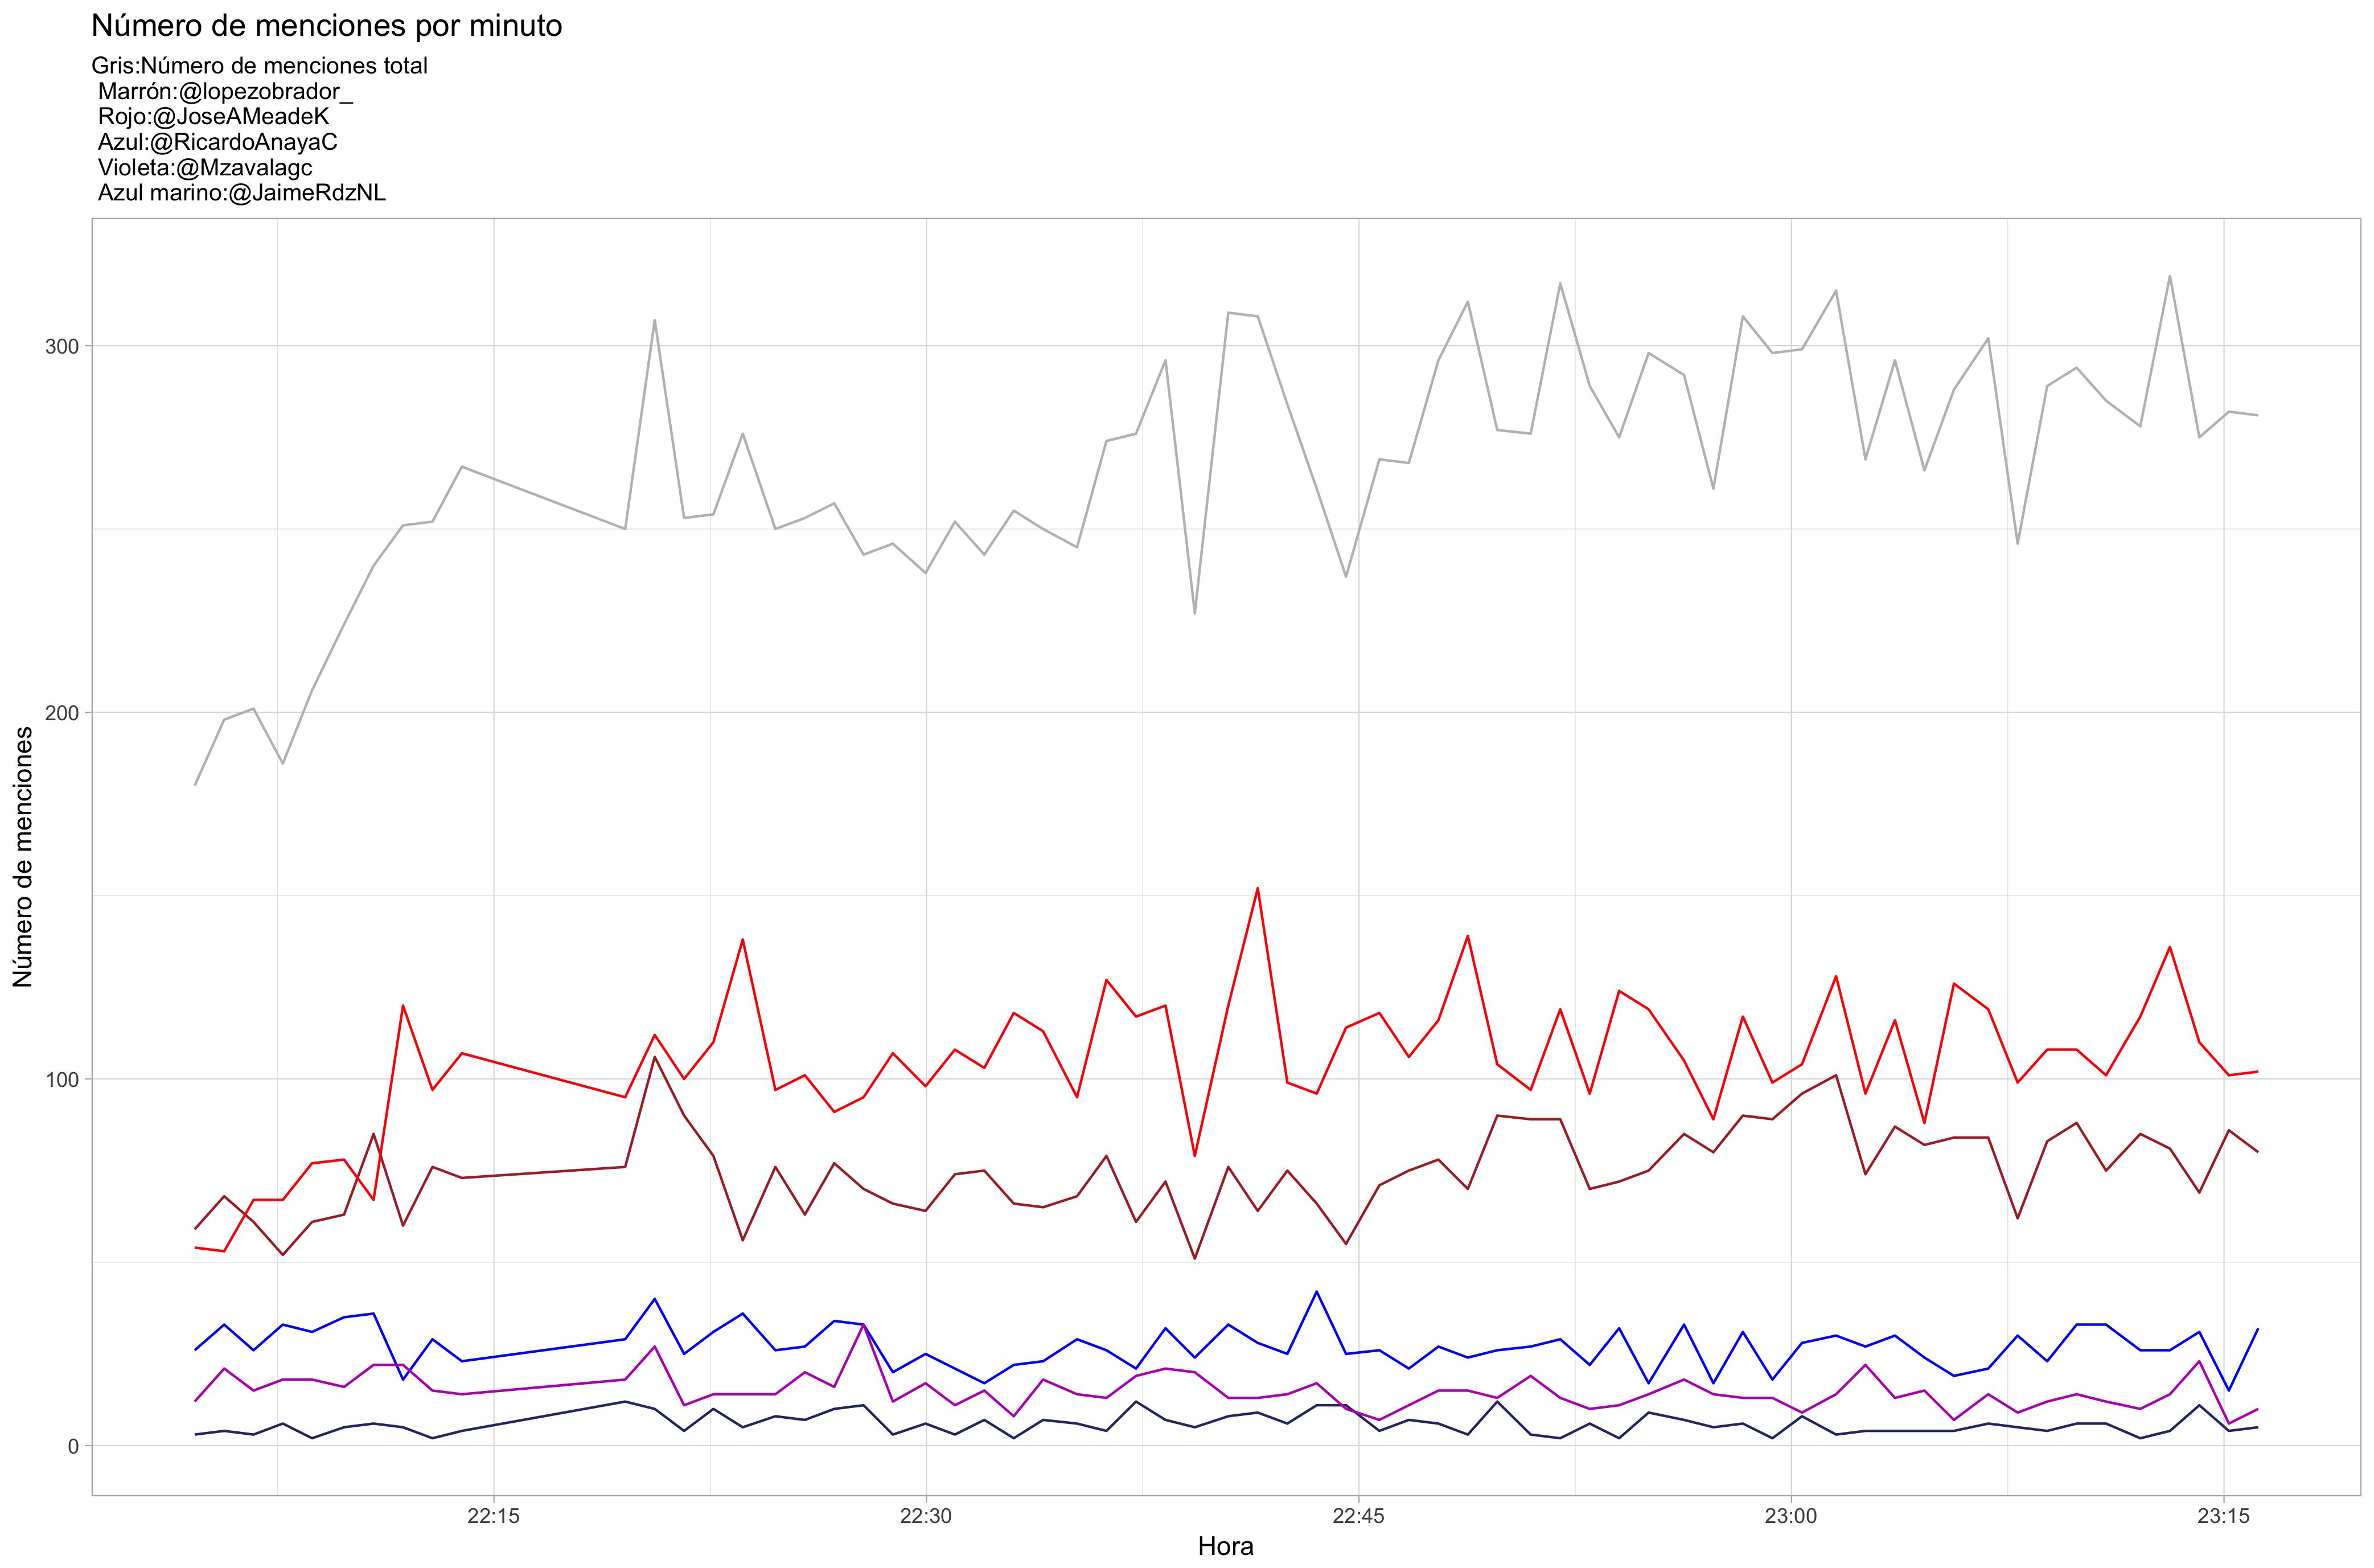 Número de menciones por minuto
Gris:Número de menciones total
Marrón:@lopezobrador_
Rojo:@JoseAMeadeK
Azul:@RicardoAnayaC
Violeta:@Mzavalagc
Azul marino:@JaimeRdzNL
Número de menciones
300
200
100
0
22:15
22:30
22:45
23:00
23:15
Hora